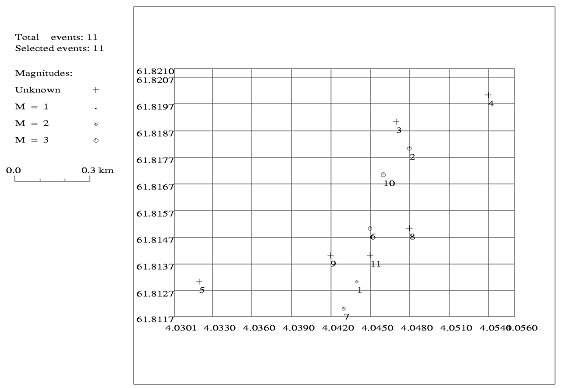 Total events: 11
Selected events: 11
Magnitudes:
Unknown
M = 1
M = 2
M = 3
0.0 0.3 km
61.8210
61.8207
61.8197
61.8187
61.8177
61.8167
61.8157
61.8147
61.8137
61.8127
61.8117
4
3
2
10
6
8
9
11
5
1
7
4.0301 4.0330 4.0360 4.0390 4.0420 4.0450 4.0480 4.0510 4.0540 4.0560